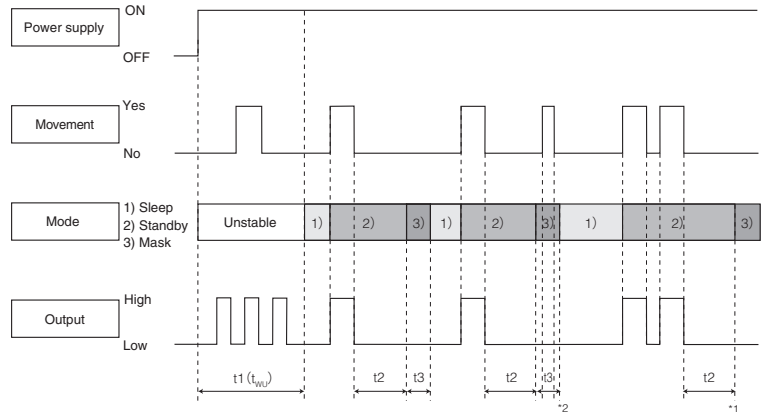 ON
Power supply
OFF
Yes
Movement
No
Mode
1) Sleep
2) Standby
3) Mask
Unstable
1)
2)
3)
1)
2)
3)
1)
2)
3)
High
Output
Low
t1 (tWU)
t2
t3
t2
t3
t2
*2
*1